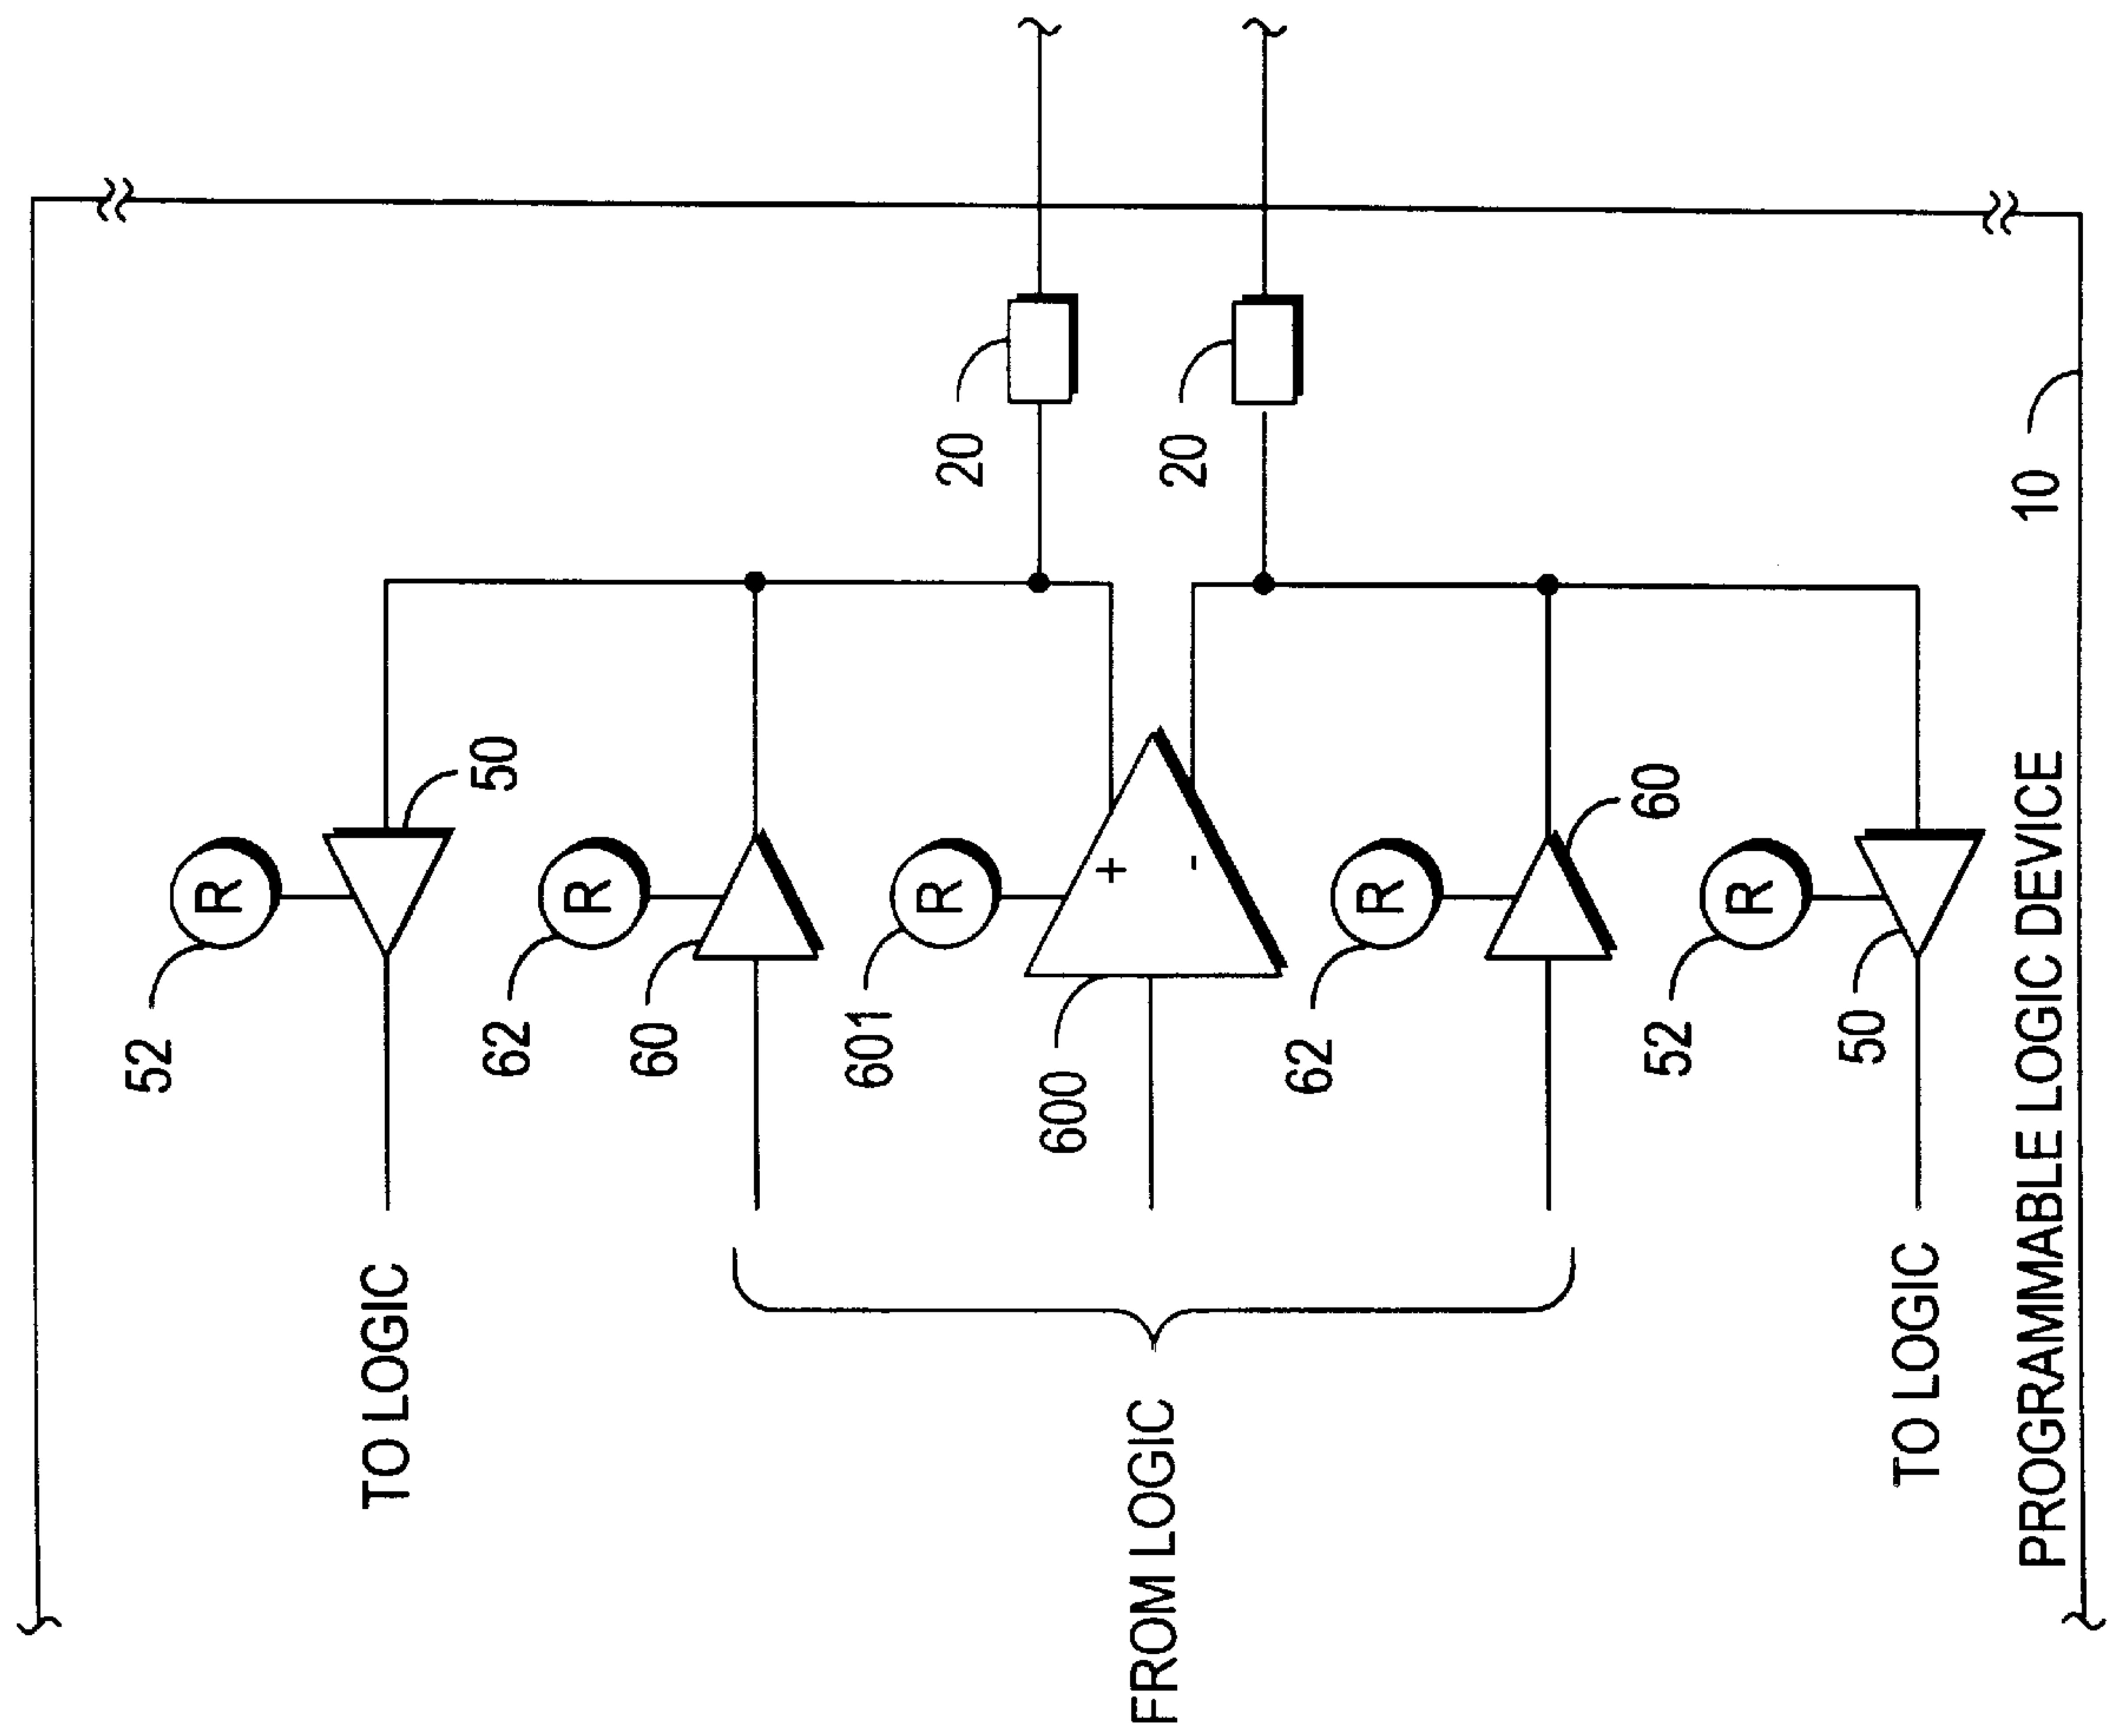 20
20
10
50
R
52
R
62
60
R
601
+
-
600
R
62
60
R
52
50
TO LOGIC
FROM LOGIC
TO LOGIC
PROGRAMMABLE LOGIC DEVICE